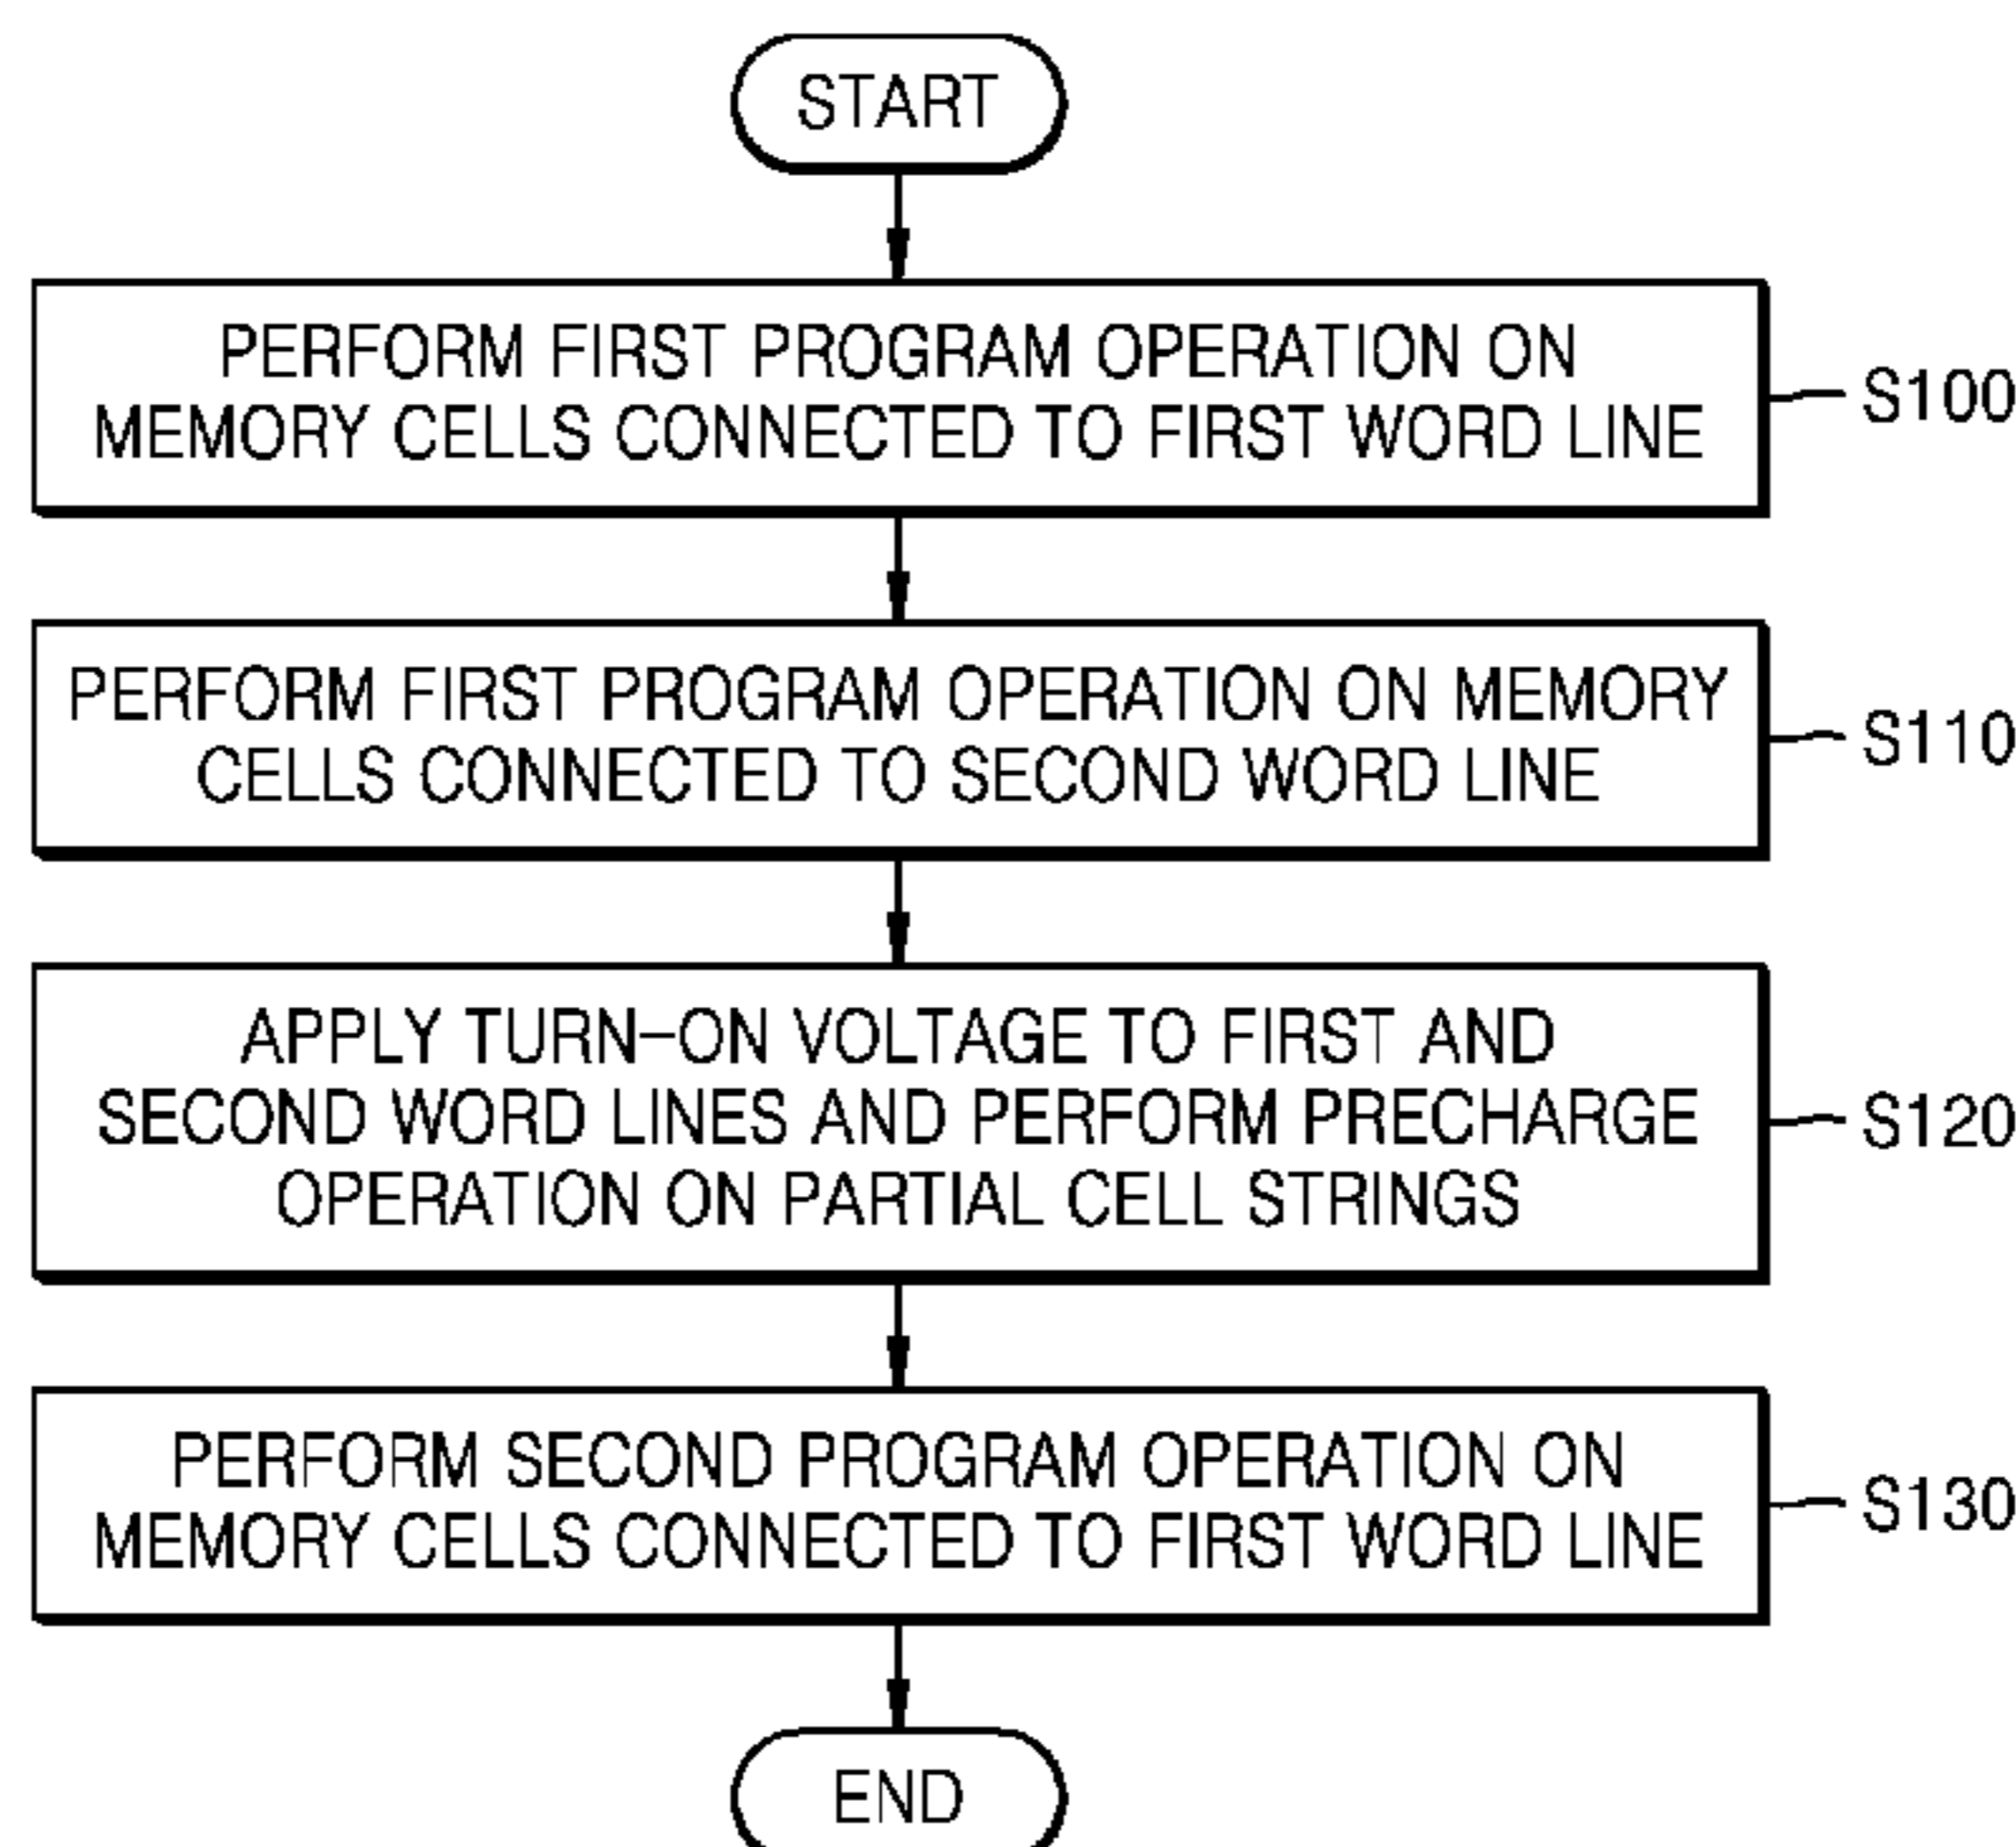 START
PERFORM FIRST PROGRAM OPERATION ON
MEMORY CELLS CONNECTED TO FIRST WORD LINE
S100
PERFORM FIRST PROGRAM OPERATION ON MEMORY
CELLS CONNECTED TO SECOND WORD LINE
S110
APPLY TURN-ON VOLTAGE TO FIRST AND
SECOND WORD LINES AND PERFORM PRECHARGE
OPERATION ON PARTIAL CELL STRINGS
S120
PERFORM SECOND PROGRAM OPERATION ON
MEMORY CELLS CONNECTED TO FIRST WORD LINE
S130
END